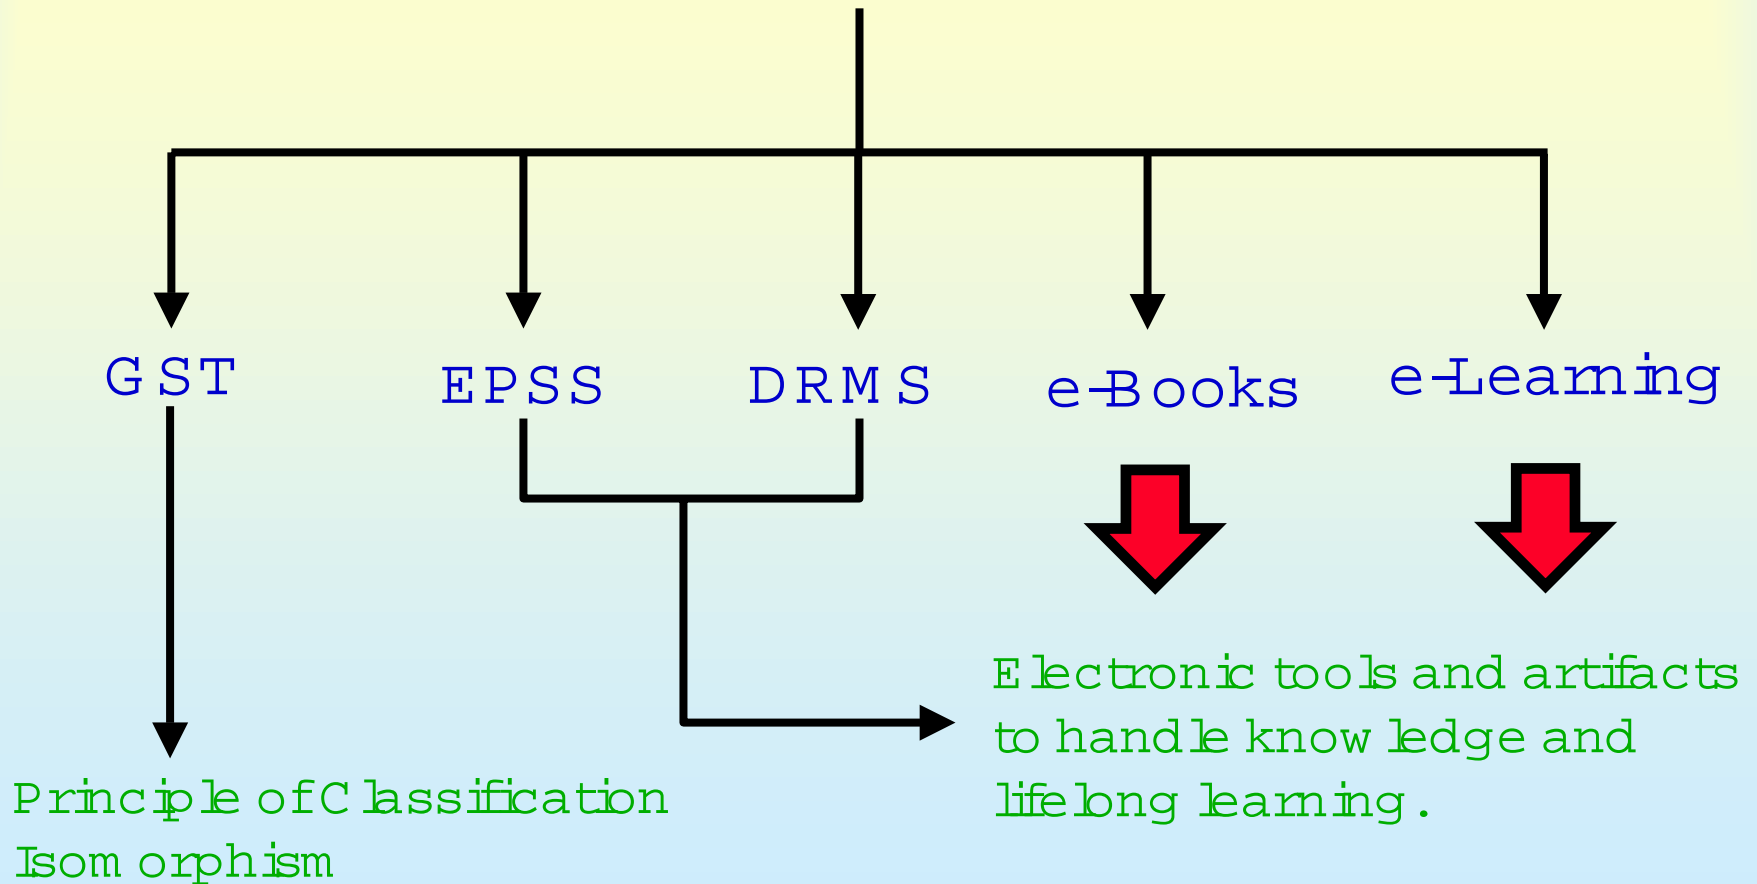 GST EPSS DRMS e-Books e-Learning
Electronic tools and artifacts
to handle knowledge and
lifelong learning.
Principle of Classification
Isomorphism